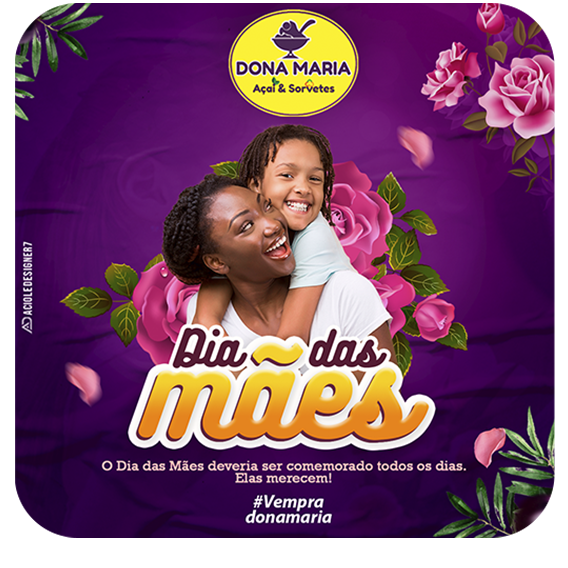 DONA MARIA
Açaí & Sorvetes
ACIOLEDESIGNER7
Dia das
mães
O Dia das Mães deveria ser comemorado todos os dias.
Elas merecem!
#Vempra
donamaria